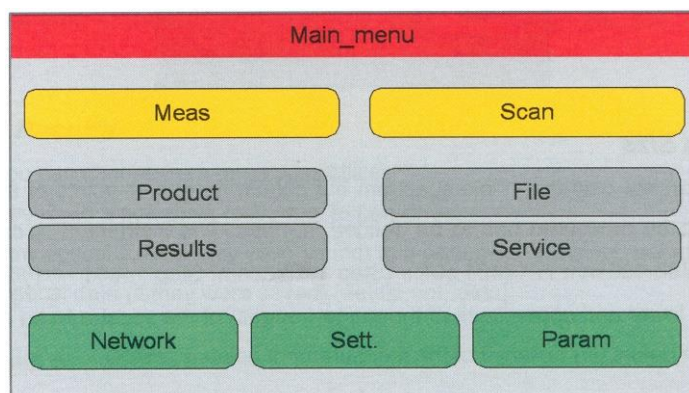 Main_menu
Meas Scan
Product File
Results Service
Network Sett. Param